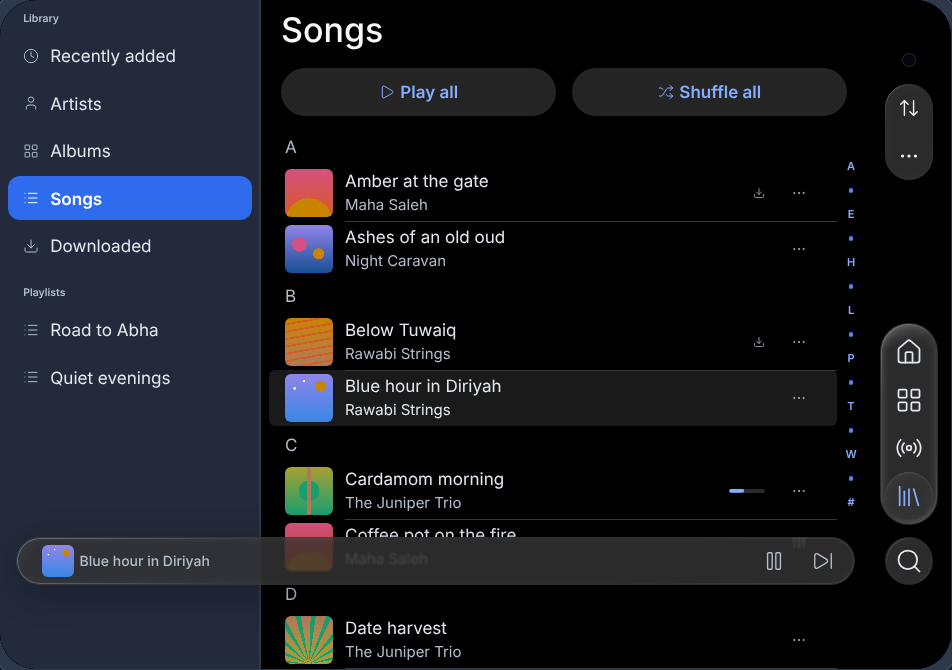 Library
Recently added
Artists
Albums
Songs
Downloaded
Playlists
Road to Abha
Quiet evenings
Songs
Play all
Shuffle all
A
Amber at the gate
Maha Saleh
Ashes of an old oud
Night Caravan
B
Below Tuwaiq
Rawabi Strings
Blue hour in Diriyah
Rawabi Strings
C
Cardamom morning
The Juniper Trio
Coffee pot on the fire
Maha Saleh
D
Date harvest
The Juniper Trio
A
E
H
L
P
T
W
#
Blue hour in Diriyah